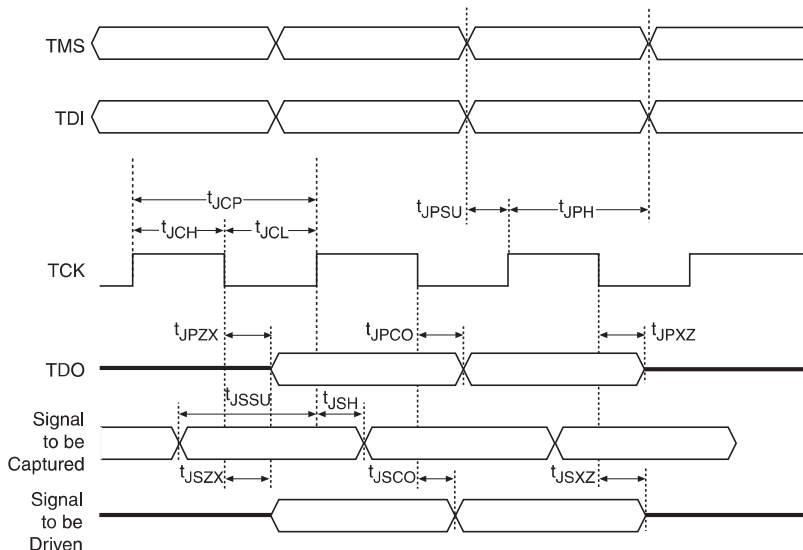 TMS
TDI
tJCP
tJPSU
tJPH
tJCH
tJCL
TCK
tJPZX
tJPCO
tJPXZ
TDO
tJSSU
tJSH
Signal
to be
Captured
tJSZX
tJSCO
tJSXZ
Signal
to be
Driven